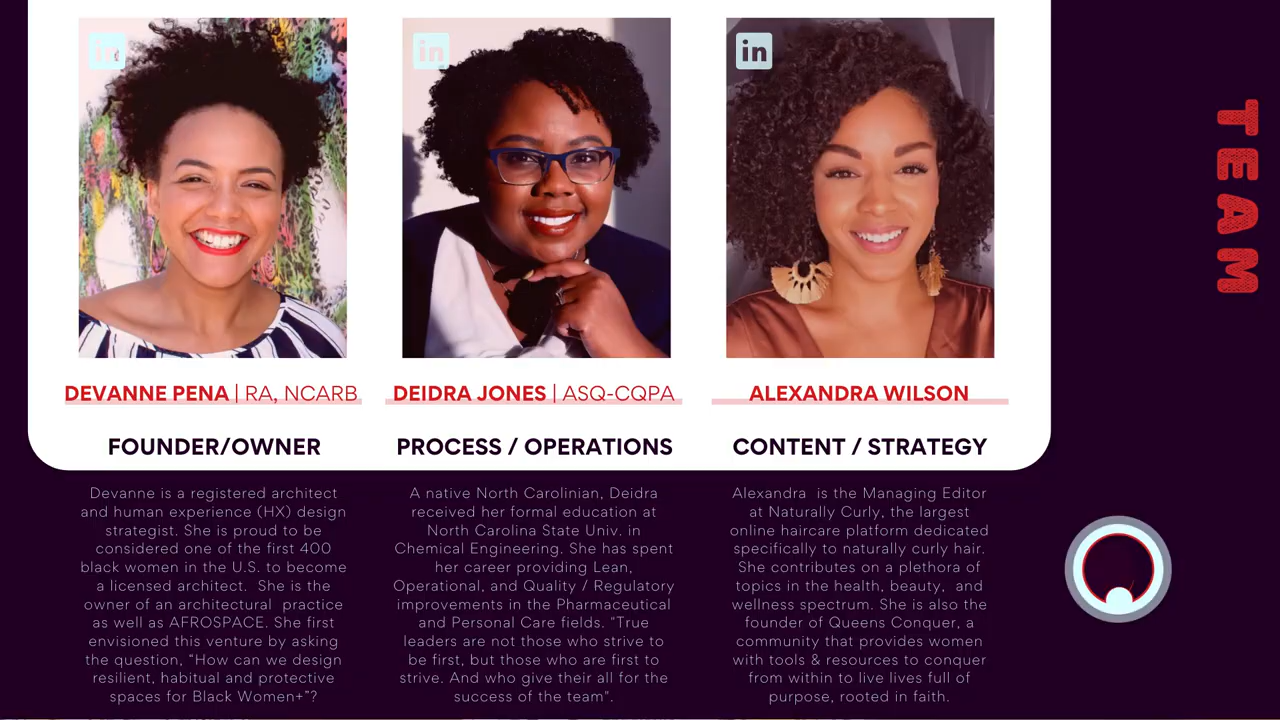 in
in
in
TEAM
DEVANNE PENA | RA, NCARB
DEIDRA JONES | ASQ-CQPA
ALEXANDRA WILSON
FOUNDER/OWNER
PROCESS / OPERATIONS
CONTENT / STRATEGY
Devanne is a registered architect
and human experience (HX) design
strategist. She is proud to be
considered one of the first 400
black women in the U.S. to become
a licensed architect.  She is the
owner of an architectural  practice
as well as AFROSPACE. She first
envisioned this venture by asking
the question, “How can we design
resilient, habitual and protective
spaces for Black Women+”?
A native North Carolinian, Deidra
received her formal education at
North Carolina State Univ. in
Chemical Engineering. She has spent
her career providing Lean,
Operational, and Quality / Regulatory
improvements in the Pharmaceutical
and Personal Care fields. "True
leaders are not those who strive to
be first, but those who are first to
strive. And who give their all for the
success of the team".
Alexandra  is the Managing Editor
at Naturally Curly, the largest
online haircare platform dedicated
specifically to naturally curly hair.
She contributes on a plethora of
topics in the health, beauty,  and
wellness spectrum. She is also the
founder of Queens Conquer, a
community that provides women
with tools & resources to conquer
from within to live lives full of
purpose, rooted in faith.